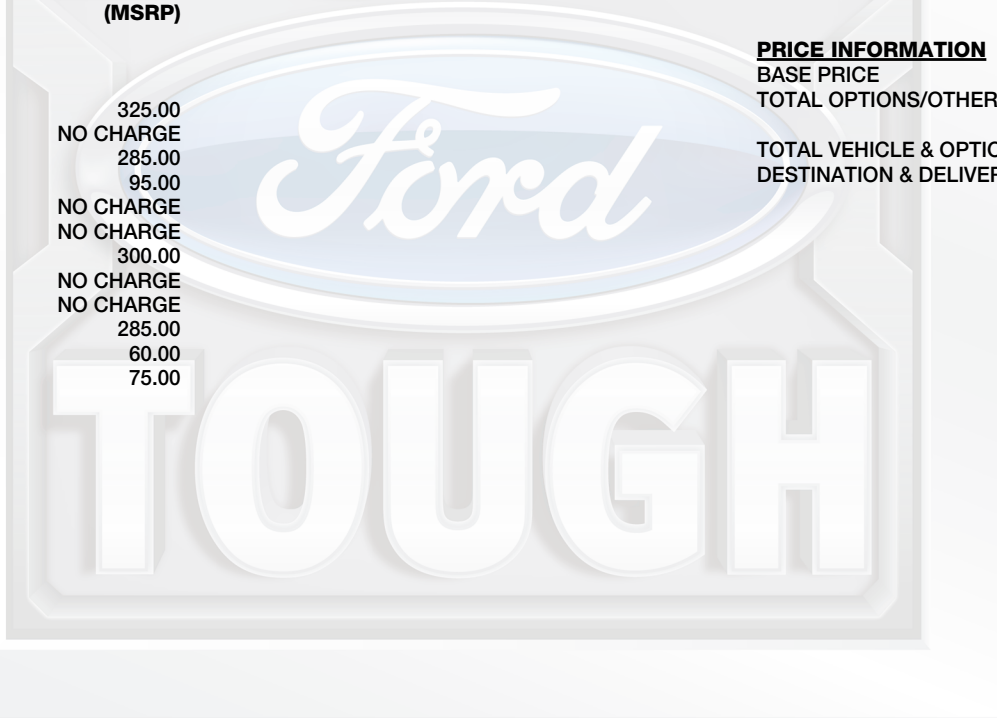 (MSRP)
325.00
NO CHARGE
285.00
95.00
NO CHARGE
NO CHARGE
300.00
NO CHARGE
NO CHARGE
285.00
60.00
75.00
PRICE INFORMATION
BASE PRICE
TOTAL OPTIONS/OTHER
TOTAL VEHICLE & OPTIO
DESTINATION & DELIVER
Ford
TOUGH